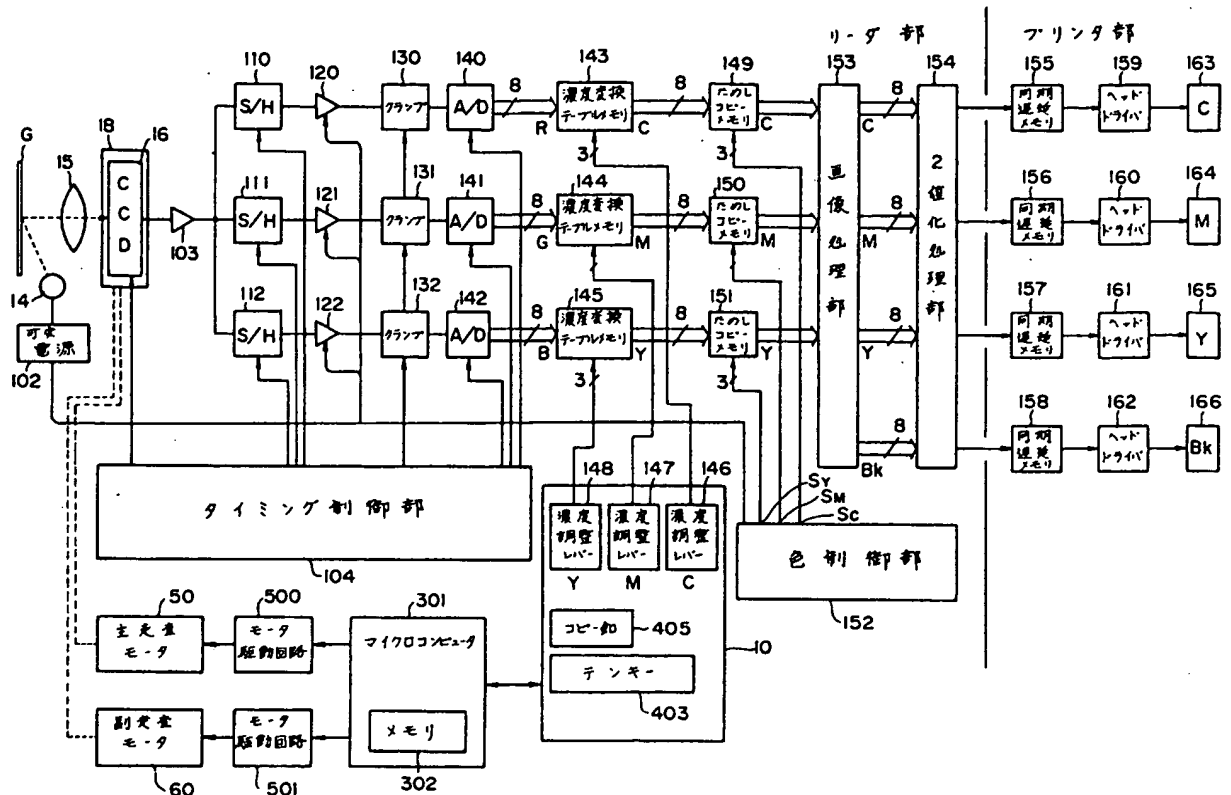 リーダ部
プリンタ部
110
120
130
140
143
149
153
154
155
159
163
S/H
クランプ
A/D
8
R
濃度変換
テーブルメモリ
8
C
ためし
コピー
メモリ
C
8
C
同期
遅延
メモリ
ヘッド
ドライバ
C
G
15
18
16
CCD
103
3
3
111
121
131
141
144
150
156
160
164
S/H
クランプ
A/D
8
G
濃度変換
テーブルメモリ
8
M
ためし
コピー
メモリ
M
画像処理部
8
M
2値化処理部
同期
遅延
メモリ
ヘッド
ドライバ
M
14
可変
電源
102
112
122
132
142
145
151
157
161
165
S/H
クランプ
A/D
8
B
濃度変換
テーブルメモリ
8
Y
ためし
コピー
メモリ
Y
8
Y
同期
遅延
メモリ
ヘッド
ドライバ
Y
3
3
158
162
166
8
Bk
同期
遅延
メモリ
ヘッド
ドライバ
Bk
タイミング制御部
104
148
147
146
濃度
調整
レバー
濃度
調整
レバー
濃度
調整
レバー
Y
M
C
SY
SM
SC
色制御部
152
50
500
301
主走査
モータ
モータ
駆動回路
マイクロコンピュータ
コピー釦
405
10
テンキー
403
副走査
モータ
モータ
駆動回路
メモリ
60
501
302